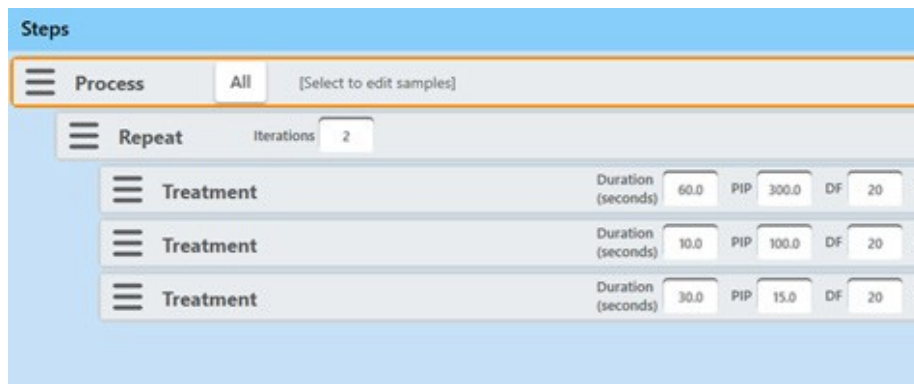 Steps
Process All [Select to edit samples]
Repeat Iterations 2
Treatment Duration (seconds) 60.0 PIP 300.0 DF 20
Treatment Duration (seconds) 10.0 PIP 100.0 DF 20
Treatment Duration (seconds) 30.0 PIP 15.0 DF 20